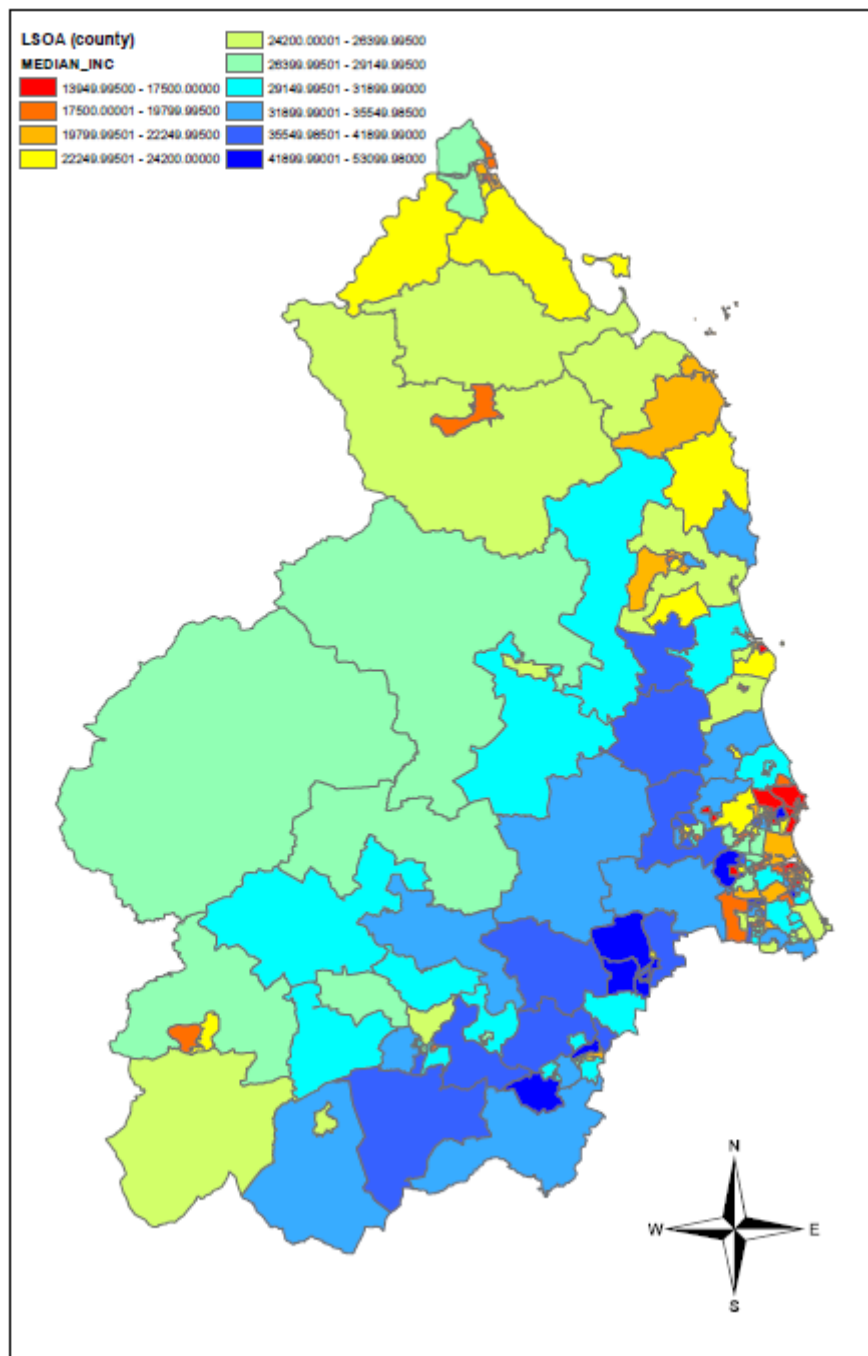 LSOA (county)
MEDIAN_INC
13949.99500 - 17500.00000
17500.00001 - 19799.99500
19799.99501 - 22249.99500
22249.99501 - 24200.00000
24200.00001 - 26399.99500
26399.99501 - 29149.99500
29149.99501 - 31899.99000
31899.99001 - 35549.98500
35549.98501 - 41899.99000
41899.99001 - 53099.98000
N
W
E
S